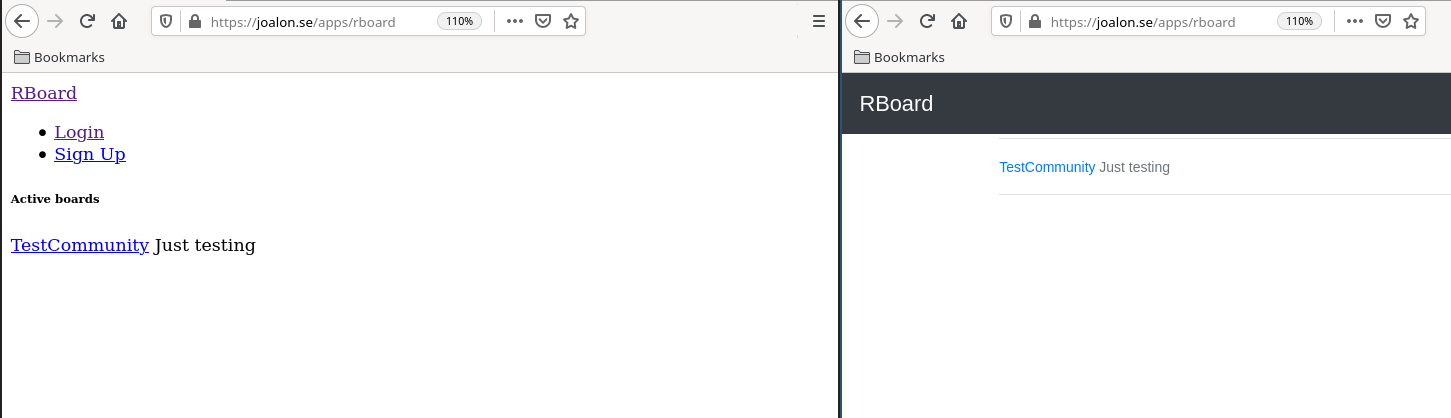 https://joalon.se/apps/rboard 110%
Bookmarks
RBoard
Login
Sign Up
Active boards
TestCommunity Just testing
https://joalon.se/apps/rboard 110%
Bookmarks
RBoard
TestCommunity Just testing